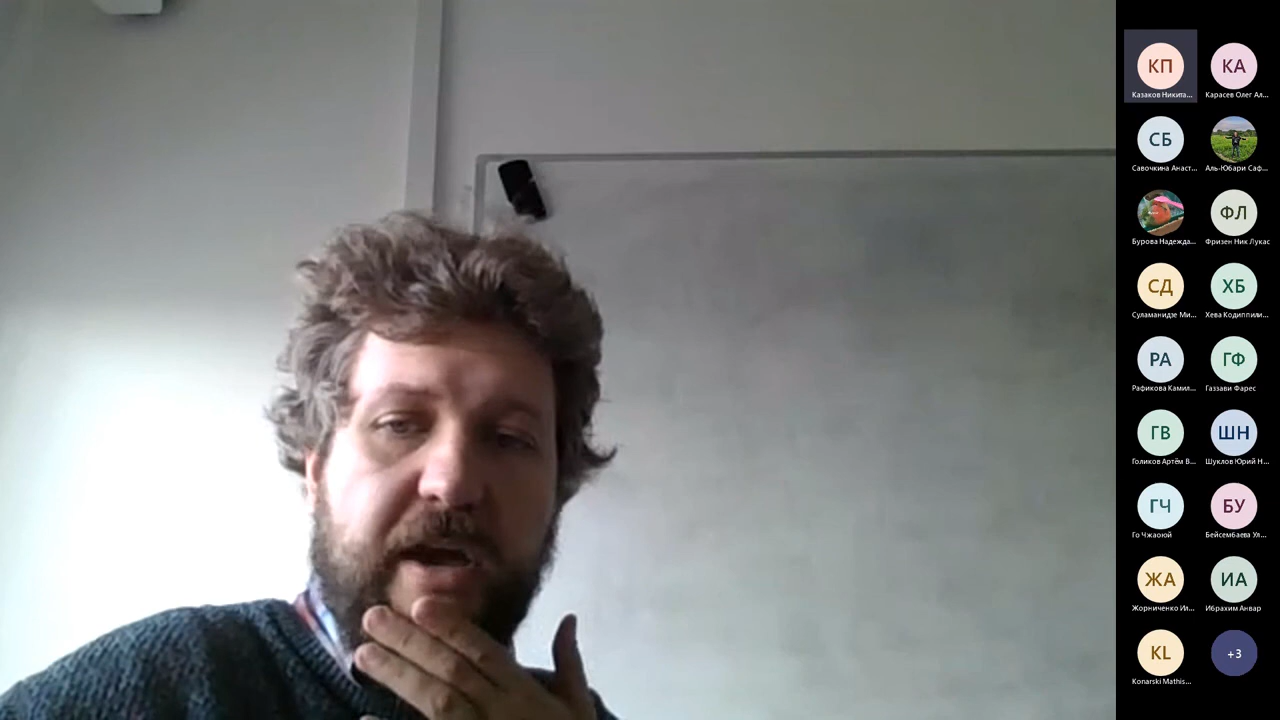 КП
КА
Казаков Никита...
Карасев Олег Ал...
СБ
Савочкина Анаст...
Аль-Юбари Саф...
ФЛ
Бурова Надежда...
Фризен Ник Лукас
СД
ХБ
Суламанидзе Ми...
Хева Кодиппили...
РА
ГФ
Рафикова Камил...
Газзави Фарес
ГВ
ШН
Голиков Артём В...
Шуклов Юрий Н...
ГЧ
БУ
Го Чжаоюй
Бейсембаева Ул...
ЖА
ИА
Жорниченко Ил...
Ибрахим Анвар
KL
+3
Konarski Mathis...